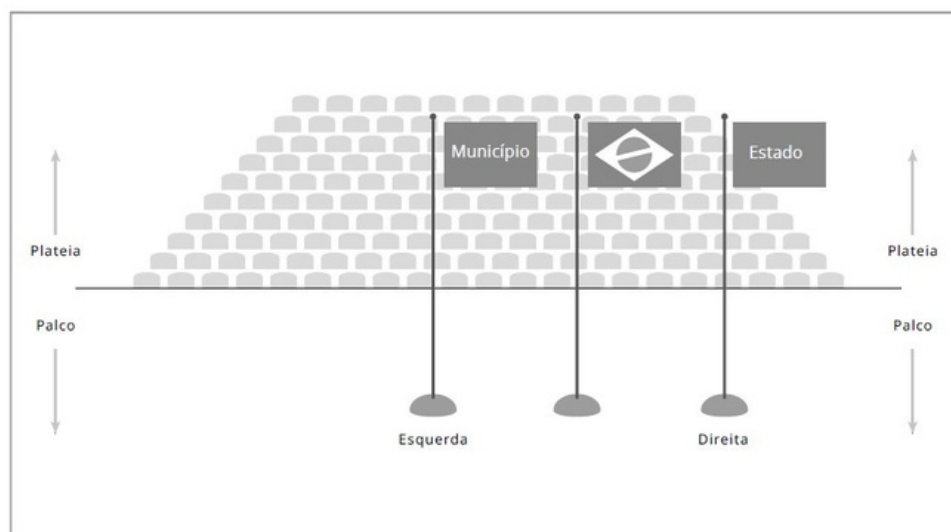 Município
Estado
Plateia
Plateia
Palco
Palco
Esquerda
Direita